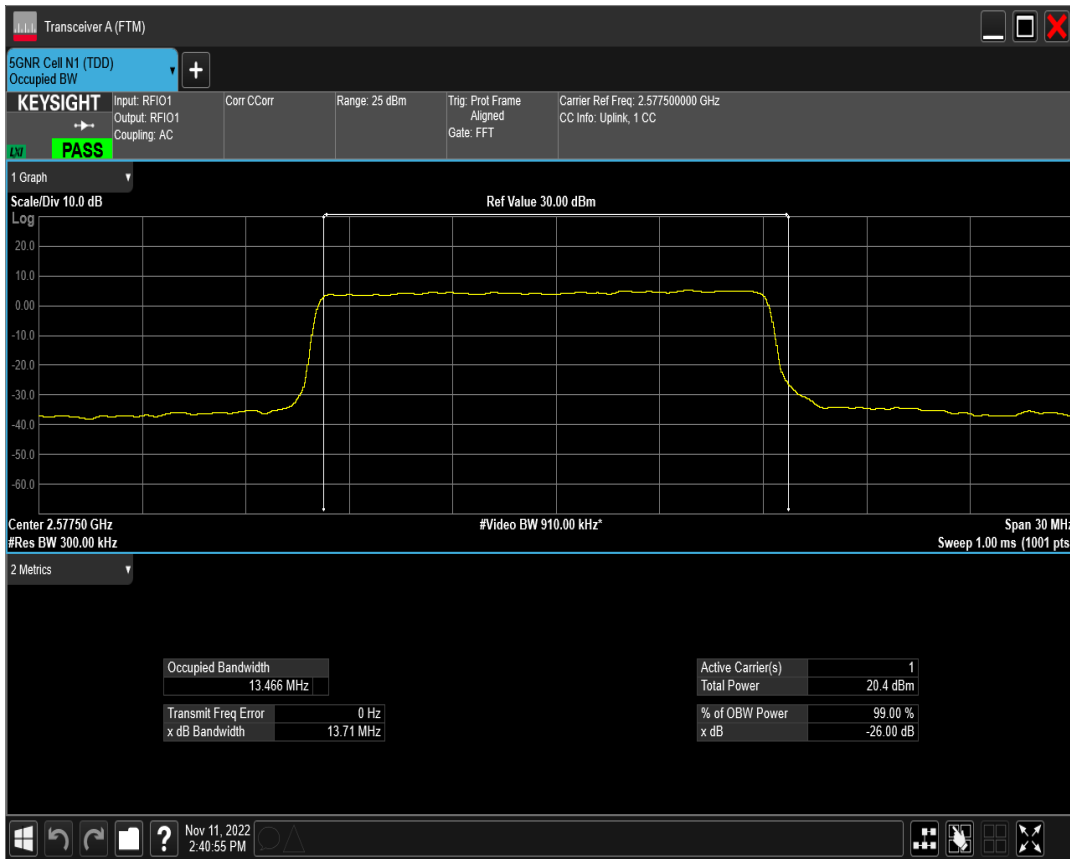 Transceiver A (FTM)
5GNR Cell N1 (TDD)
Occupied BW
+
KEYSIGHT
LXI
PASS
Input: RFIO1
Output: RFIO1
Coupling: AC
Corr CCorr
Range: 25 dBm
Trig: Prot Frame
Aligned
Gate: FFT
Carrier Ref Freq: 2.577500000 GHz
CC Info: Uplink, 1 CC
1 Graph
Scale/Div 10.0 dB
Ref Value 30.00 dBm
Log
20.0
10.0
0.00
-10.0
-20.0
-30.0
-40.0
-50.0
-60.0
Center 2.57750 GHz
#Video BW 910.00 kHz*
Span 30 MHz
#Res BW 300.00 kHz
Sweep 1.00 ms (1001 pts
2 Metrics
Occupied Bandwidth
13.466 MHz
Transmit Freq Error 0 Hz
x dB Bandwidth 13.71 MHz
Active Carrier(s) 1
Total Power 20.4 dBm
% of OBW Power 99.00 %
x dB -26.00 dB
?
Nov 11, 2022
2:40:55 PM